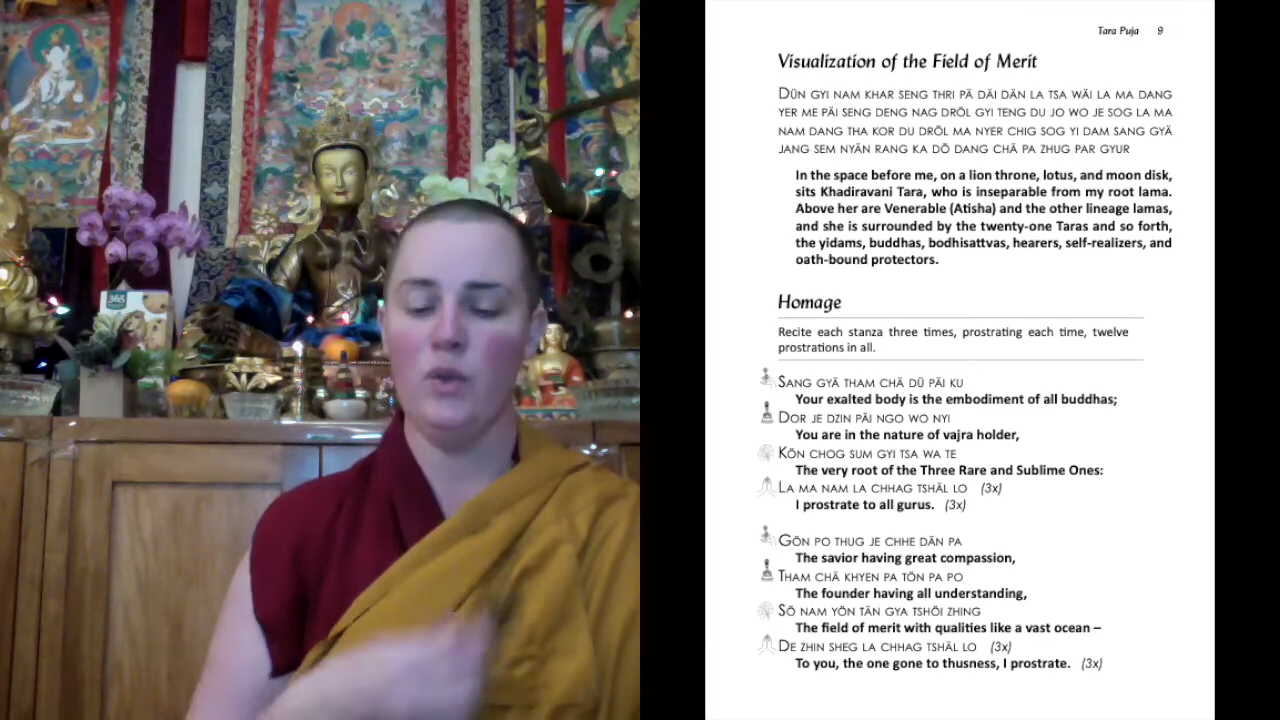 365
Tara Puja 9
Visualization of the Field of Merit
DÜN GYI NAM KHAR SENG THRI PÄ DÄI DÄN LA TSA WÄI LA MA DANG
YER ME PÄI SENG DENG NAG DRÖL GYI TENG DU JO WO JE SOG LA MA
NAM DANG THA KOR DU DRÖL MA NYER CHIG SOG YI DAM SANG GYÄ
JANG SEM NYÄN RANG KA DÖ DANG CHÄ PA ZHUG PAR GYUR
In the space before me, on a lion throne, lotus, and moon disk,
sits Khadiravani Tara, who is inseparable from my root lama.
Above her are Venerable (Atisha) and the other lineage lamas,
and she is surrounded by the twenty-one Taras and so forth,
the yidams, buddhas, bodhisattvas, hearers, self-realizers, and
oath-bound protectors.
Homage
Recite each stanza three times, prostrating each time, twelve
prostrations in all.
SANG GYÄ THAM CHÄ DÜ PÄI KU
Your exalted body is the embodiment of all buddhas;
DOR JE DZIN PÄI NGO WO NYI
You are in the nature of vajra holder,
KÖN CHOG SUM GYI TSA WA TE
The very root of the Three Rare and Sublime Ones:
LA MA NAM LA CHHAG TSHÄL LO (3x)
I prostrate to all gurus. (3x)
GÖN PO THUG JE CHHE DÄN PA
The savior having great compassion,
THAM CHÄ KHYEN PA TÖN PA PO
The founder having all understanding,
SÖ NAM YÖN TÄN GYA TSHÖI ZHING
The field of merit with qualities like a vast ocean –
DE ZHIN SHEG LA CHHAG TSHÄL LO (3x)
To you, the one gone to thusness, I prostrate. (3x)